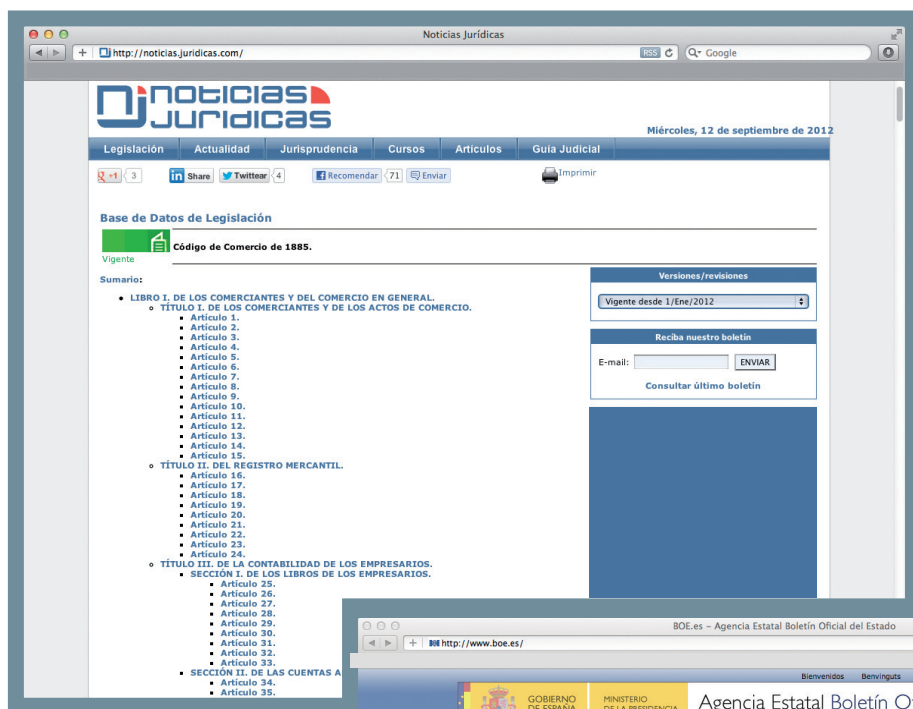 Noticias Jurídicas
http://noticias.juridicas.com/
RSS
Google
noticias
juridicas
Miércoles, 12 de septiembre de 2012
Legislación Actualidad Jurisprudencia Cursos Artículos Guía Judicial
+1 3 in Share Twittear 4 Recomendar 71 Enviar Imprimir
Base de Datos de Legislación
Código de Comercio de 1885.
Vigente
Sumario:
LIBRO I. DE LOS COMERCIANTES Y DEL COMERCIO EN GENERAL.
TÍTULO I. DE LOS COMERCIANTES Y DE LOS ACTOS DE COMERCIO.
Artículo 1.
Artículo 2.
Artículo 3.
Artículo 4.
Artículo 5.
Artículo 6.
Artículo 7.
Artículo 8.
Artículo 9.
Artículo 10.
Artículo 11.
Artículo 12.
Artículo 13.
Artículo 14.
Artículo 15.
TÍTULO II. DEL REGISTRO MERCANTIL.
Artículo 16.
Artículo 17.
Artículo 18.
Artículo 19.
Artículo 20.
Artículo 21.
Artículo 22.
Artículo 23.
Artículo 24.
TÍTULO III. DE LA CONTABILIDAD DE LOS EMPRESARIOS.
SECCIÓN I. DE LOS LIBROS DE LOS EMPRESARIOS.
Artículo 25.
Artículo 26.
Artículo 27.
Artículo 28.
Artículo 29.
Artículo 30.
Artículo 31.
Artículo 32.
Artículo 33.
SECCIÓN II. DE LAS CUENTAS A
Artículo 34.
Artículo 35.
Versiones/revisiones
Vigente desde 1/Ene/2012
Reciba nuestro boletín
E-mail: ENVIAR
Consultar último boletín
BOE.es – Agencia Estatal Boletín Oficial del Estado
BOE http://www.boe.es/
Bienvenidos Benvinguts
GOBIERNO
DE ESPAÑA
MINISTERIO
DE LA PRESIDENCIA
Agencia Estatal Boletín O